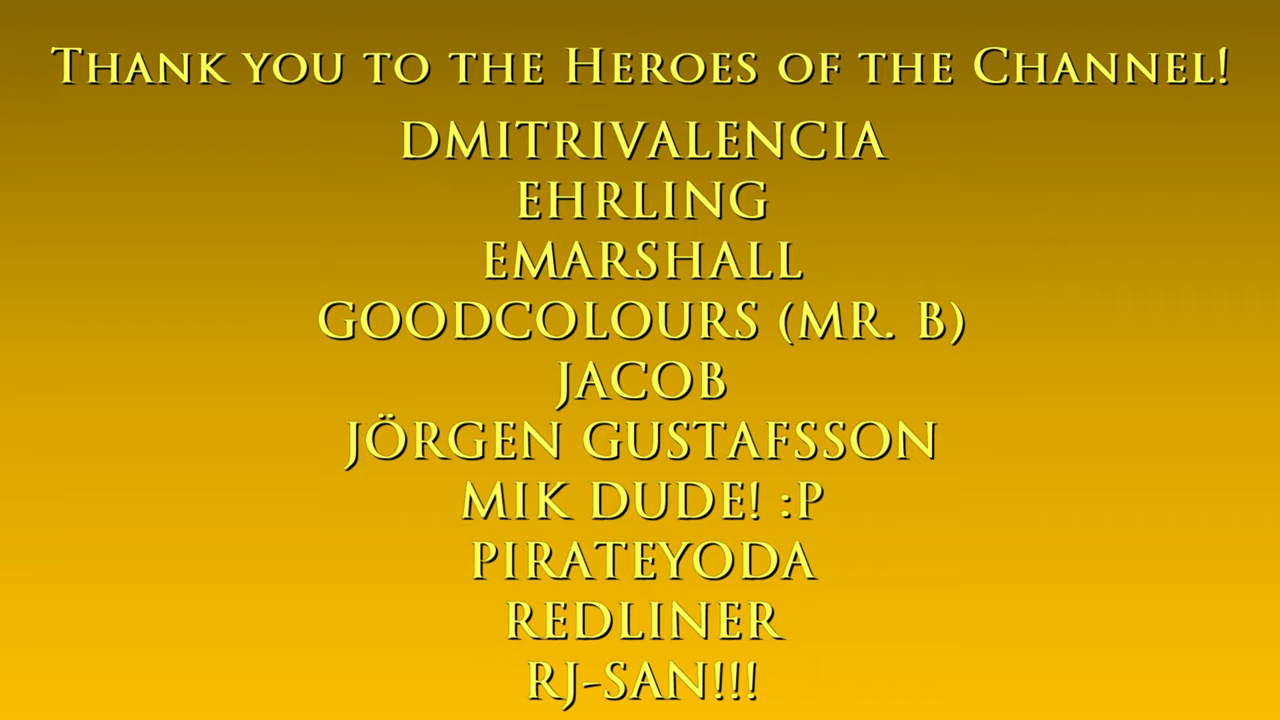 Thank you to the Heroes of the Channel!
DMITRIVALENCIA
EHRLING
EMARSHALL
GOODCOLOURS (MR. B)
JACOB
JÖRGEN GUSTAFSSON
MIK DUDE! :P
PIRATEYODA
REDLINER
RJ-SAN!!!